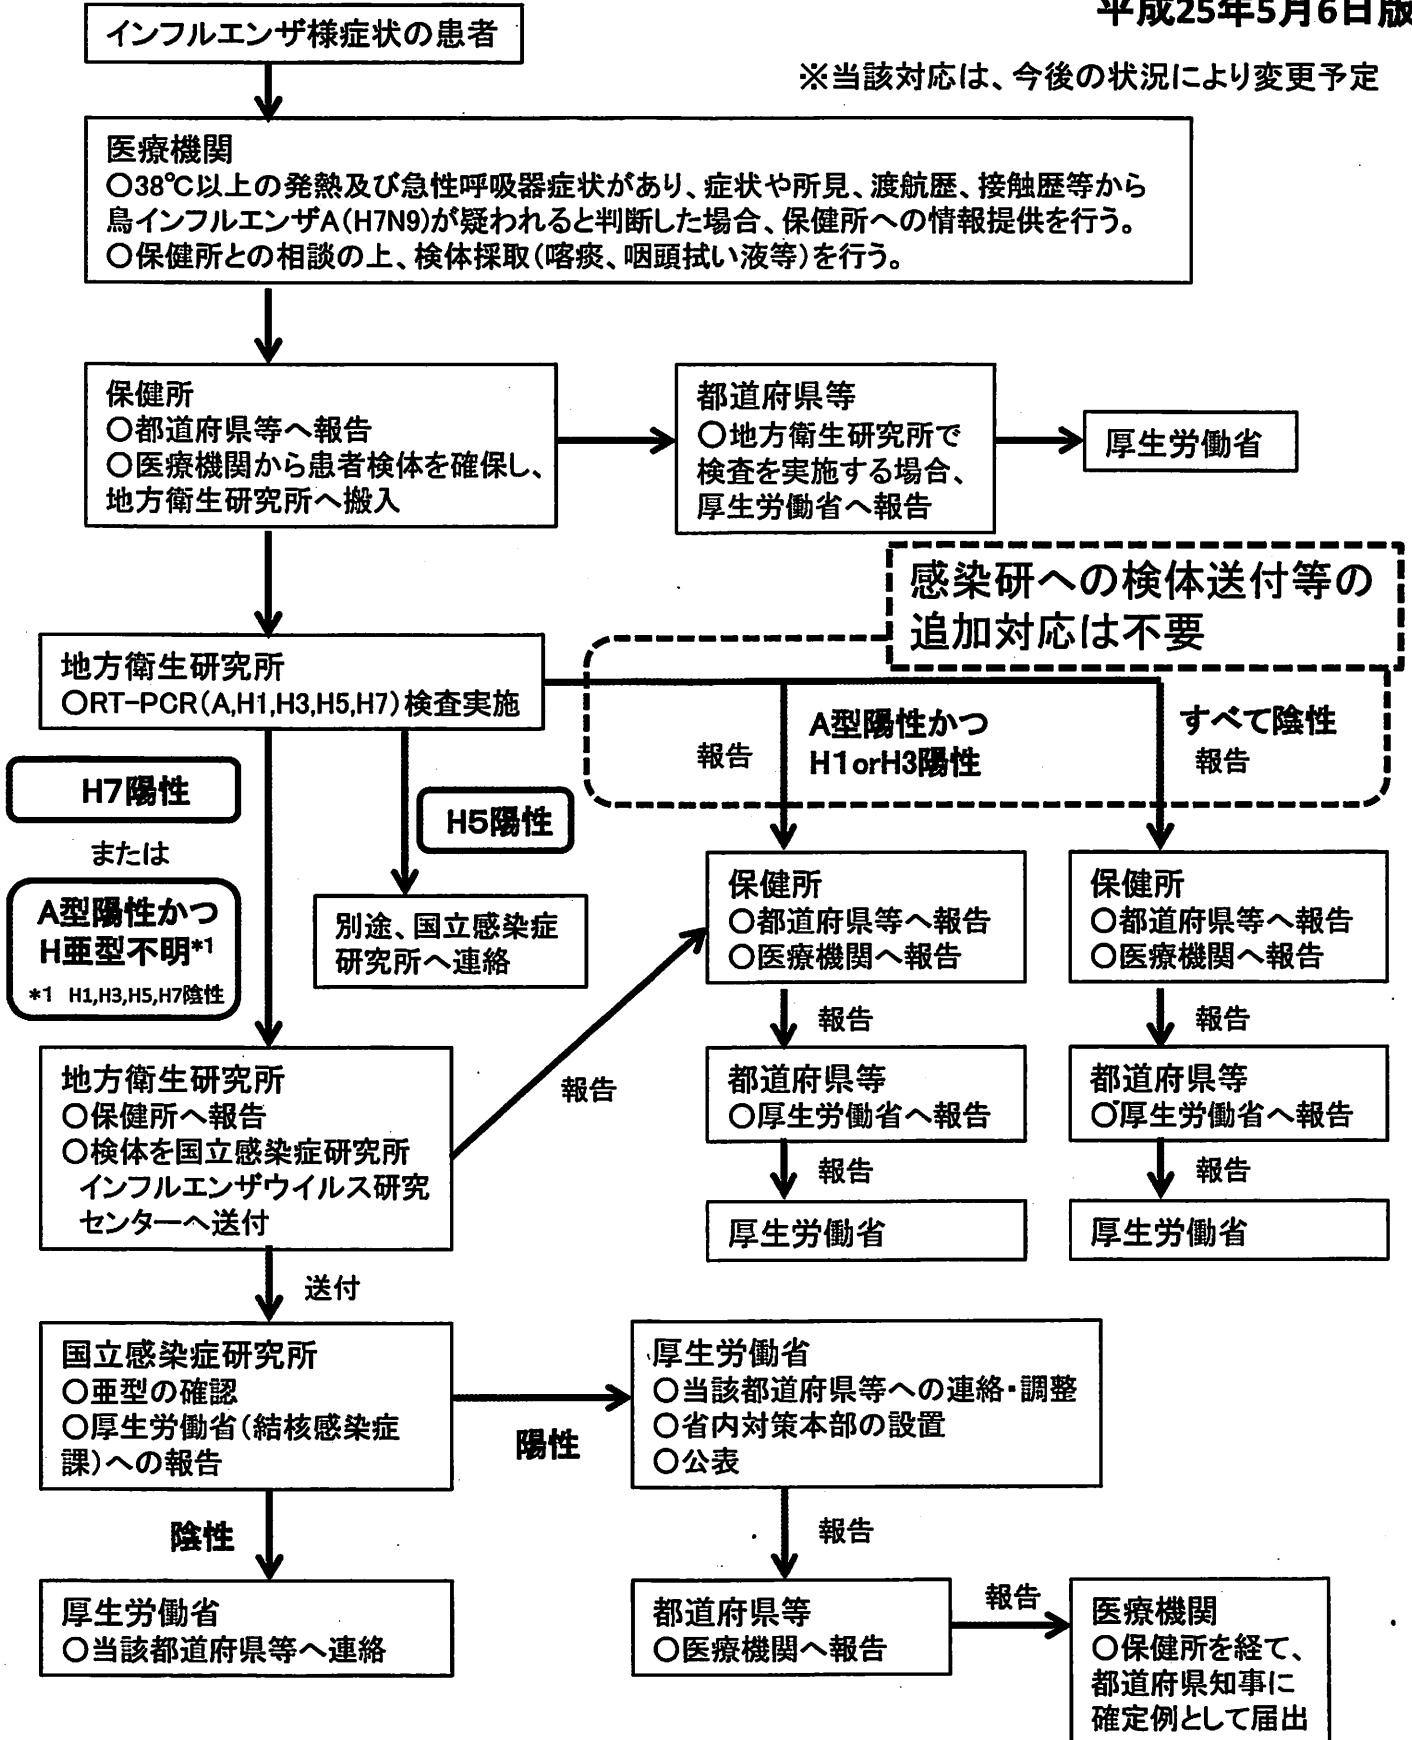 平成25年5月6日版
インフルエンザ様症状の患者
※当該対応は、今後の状況により変更予定
医療機関
○38℃以上の発熱及び急性呼吸器症状があり、症状や所見、渡航歴、接触歴等から
鳥インフルエンザA(H7N9)が疑われると判断した場合、保健所への情報提供を行う。
○保健所との相談の上、検体採取(喀痰、咽頭拭い液等)を行う。
保健所
○都道府県等へ報告
○医療機関から患者検体を確保し、
地方衛生研究所へ搬入
都道府県等
○地方衛生研究所で
検査を実施する場合、
厚生労働省へ報告
厚生労働省
感染研への検体送付等の
追加対応は不要
地方衛生研究所
○RT-PCR(A,H1,H3,H5,H7)検査実施
報告
A型陽性かつ
H1orH3陽性
すべて陰性
報告
H7陽性
または
A型陽性かつ
H亜型不明*1
*1 H1,H3,H5,H7陰性
H5陽性
別途、国立感染症
研究所へ連絡
保健所
○都道府県等へ報告
○医療機関へ報告
報告
都道府県等
○厚生労働省へ報告
報告
厚生労働省
保健所
○都道府県等へ報告
○医療機関へ報告
報告
都道府県等
○厚生労働省へ報告
報告
厚生労働省
地方衛生研究所
○保健所へ報告
○検体を国立感染症研究所
インフルエンザウイルス研究
センターへ送付
報告
送付
国立感染症研究所
○亜型の確認
○厚生労働省(結核感染症
課)への報告
陽性
厚生労働省
○当該都道府県等への連絡・調整
○省内対策本部の設置
○公表
陰性
報告
厚生労働省
○当該都道府県等へ連絡
都道府県等
○医療機関へ報告
報告
医療機関
○保健所を経て、
都道府県知事に
確定例として届出